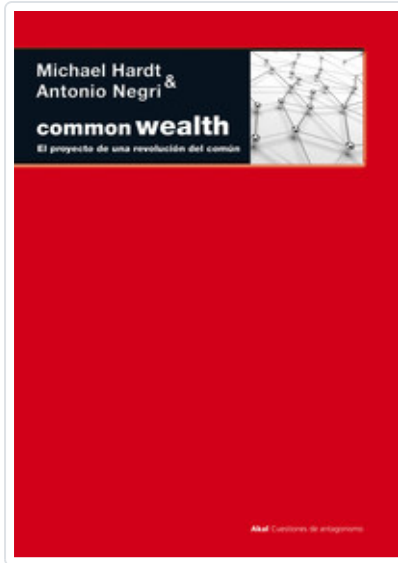 Michael Hardt &
Antonio Negri
common wealth
El proyecto de una revolución del común
Akal Cuestiones de antagonismo